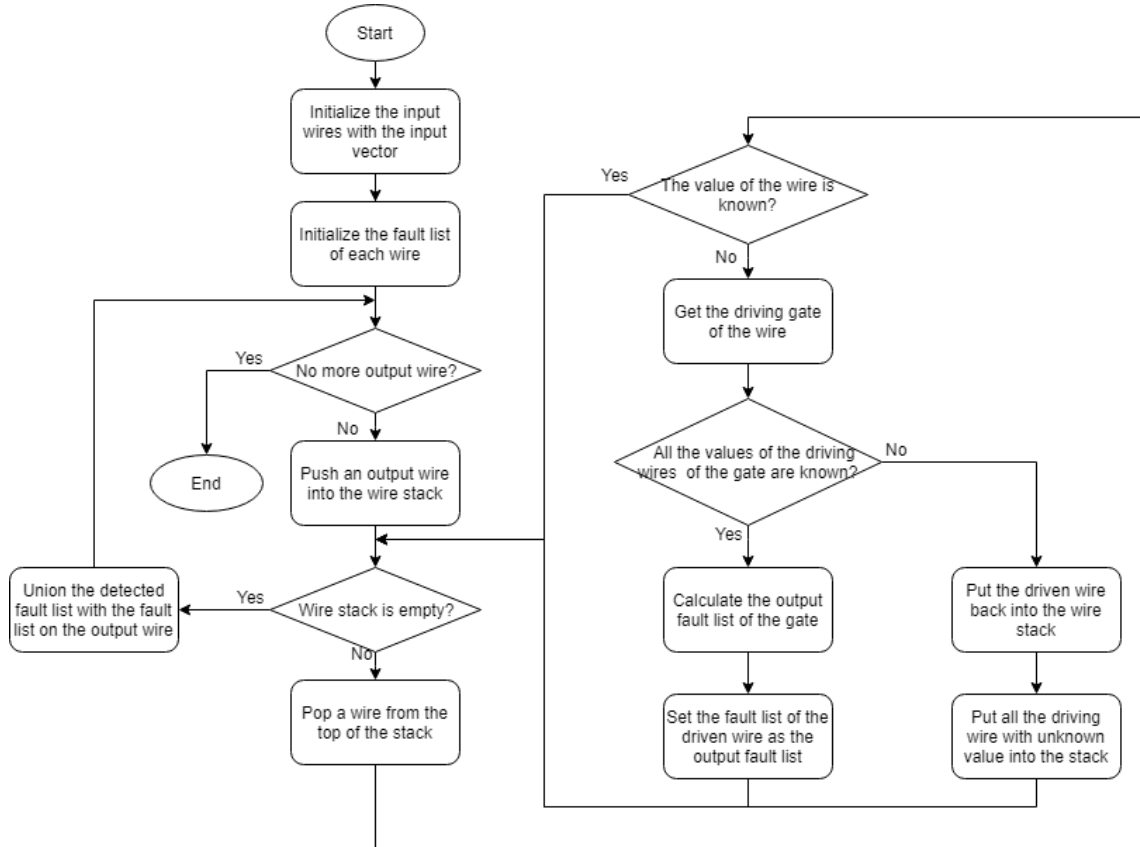 Start
Initialize the input
wires with the input
vector
Initialize the fault list
of each wire
No more output wire?
Yes
No
End
Push an output wire
into the wire stack
Wire stack is empty?
Yes
Union the detected
fault list with the fault
list on the output wire
No
Pop a wire from the
top of the stack
The value of the wire is
known?
Yes
No
Get the driving gate
of the wire
All the values of the driving
wires of the gate are known?
No
Yes
Calculate the output
fault list of the gate
Set the fault list of the
driven wire as the
output fault list
Put the driven wire
back into the wire
stack
Put all the driving
wire with unknown
value into the stack